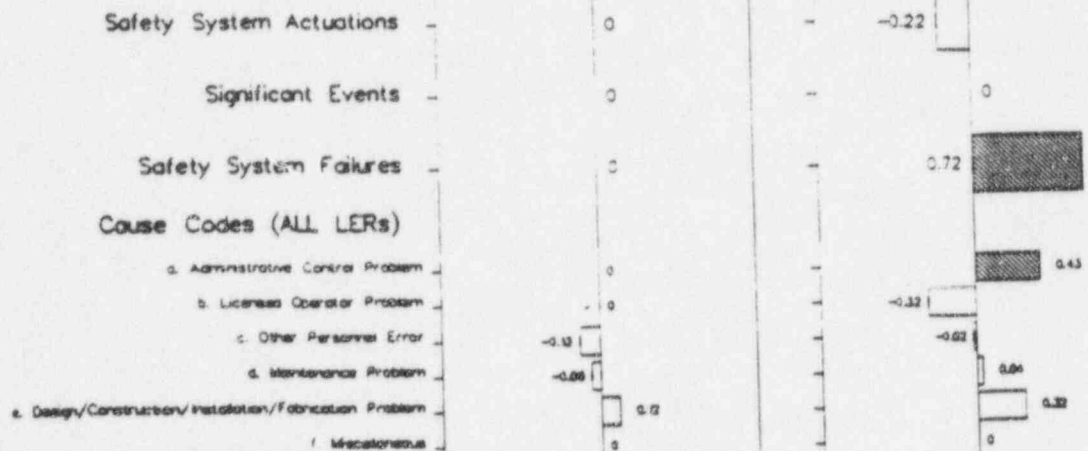 Safety System Actuations 0 -0.22
Significant Events 0 0
Safety System Failures 0 0.72
Cause Codes (ALL LERs)
a. Administrative Control Problem 0 0.43
b. Licensed Operator Problem 0 -0.32
c. Other Personnel Error -0.13 -0.02
d. Maintenance Problem -0.06 0.04
e. Design/Construction/Installation/Fabrication Problem 0.12 0.32
f. Miscellaneous 0 0